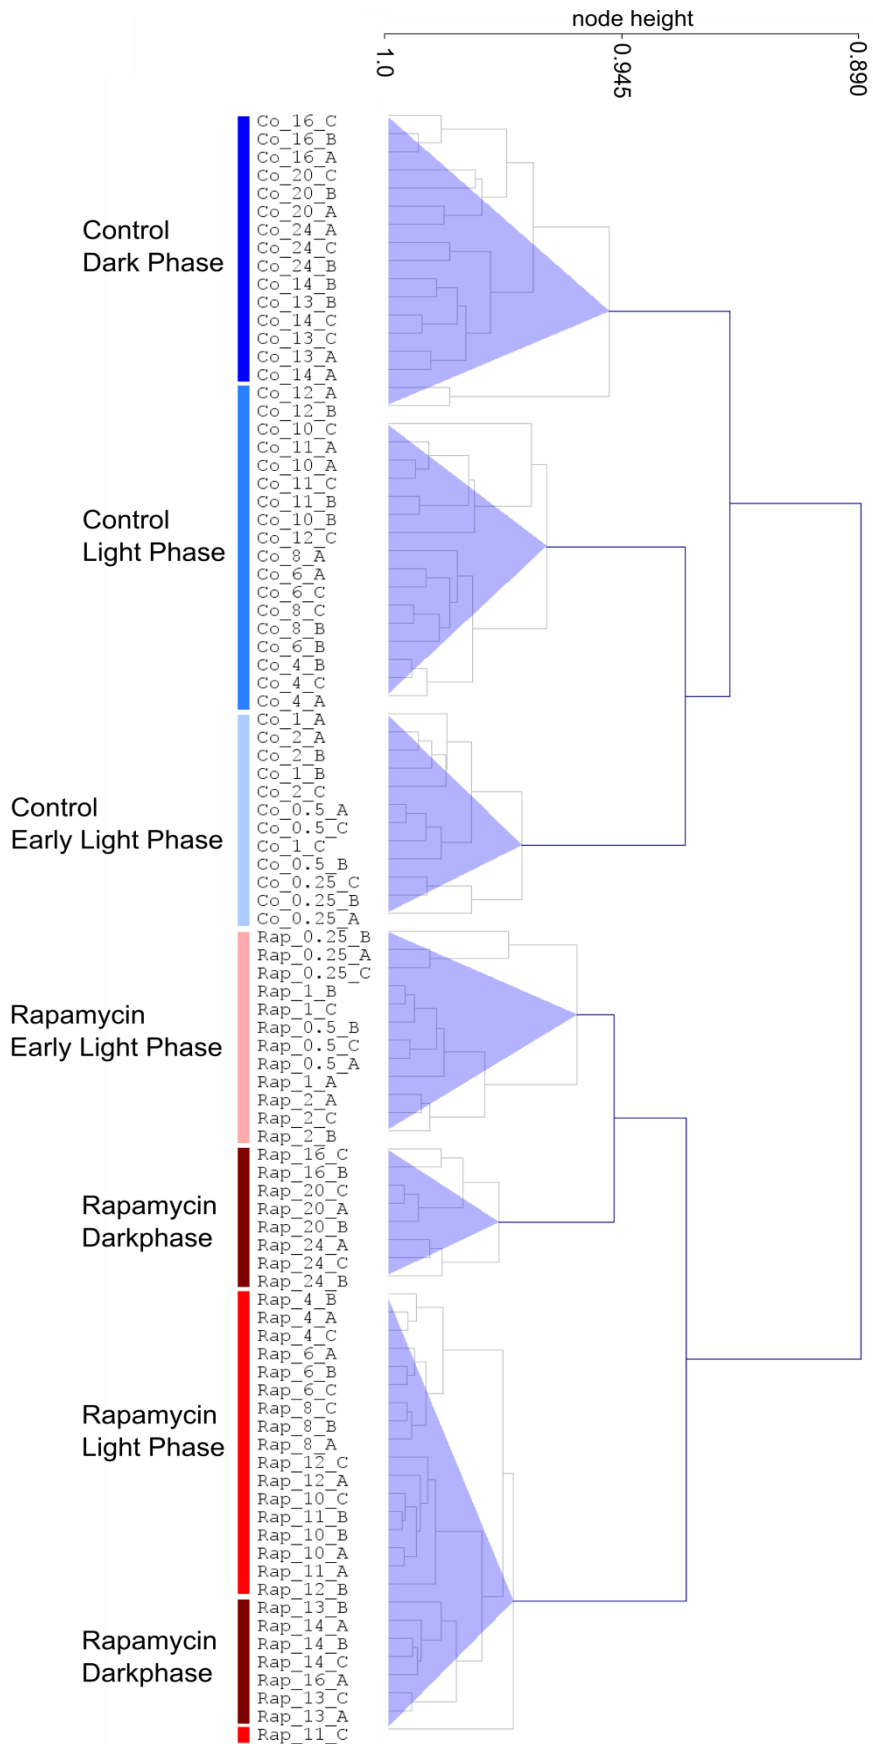 node height
1.0
0.945
0.890
Control
Dark Phase
Control
Light Phase
Control
Early Light Phase
Rapamycin
Early Light Phase
Rapamycin
Darkphase
Rapamycin
Light Phase
Rapamycin
Darkphase
Co_16_C
Co_16_B
Co_16_A
Co_20_C
Co_20_B
Co_20_A
Co_24_A
Co_24_C
Co_24_B
Co_14_B
Co_13_B
Co_14_C
Co_13_C
Co_13_A
Co_14_A
Co_12_A
Co_12_B
Co_10_C
Co_11_A
Co_10_A
Co_11_C
Co_11_B
Co_10_B
Co_12_C
Co_8_A
Co_6_A
Co_6_C
Co_8_C
Co_8_B
Co_6_B
Co_4_B
Co_4_C
Co_4_A
Co_1_A
Co_2_A
Co_2_B
Co_1_B
Co_2_C
Co_0.5_A
Co_0.5_C
Co_1_C
Co_0.5_B
Co_0.25_C
Co_0.25_B
Co_0.25_A
Rap_0.25_B
Rap_0.25_A
Rap_0.25_C
Rap_1_B
Rap_1_C
Rap_0.5_B
Rap_0.5_C
Rap_0.5_A
Rap_1_A
Rap_2_A
Rap_2_C
Rap_2_B
Rap_16_C
Rap_16_B
Rap_20_C
Rap_20_A
Rap_20_B
Rap_24_A
Rap_24_C
Rap_24_B
Rap_4_B
Rap_4_A
Rap_4_C
Rap_6_A
Rap_6_B
Rap_6_C
Rap_8_C
Rap_8_B
Rap_8_A
Rap_12_C
Rap_12_A
Rap_10_C
Rap_11_B
Rap_10_B
Rap_10_A
Rap_11_A
Rap_12_B
Rap_13_B
Rap_14_A
Rap_14_B
Rap_14_C
Rap_16_A
Rap_13_C
Rap_13_A
Rap_11_C